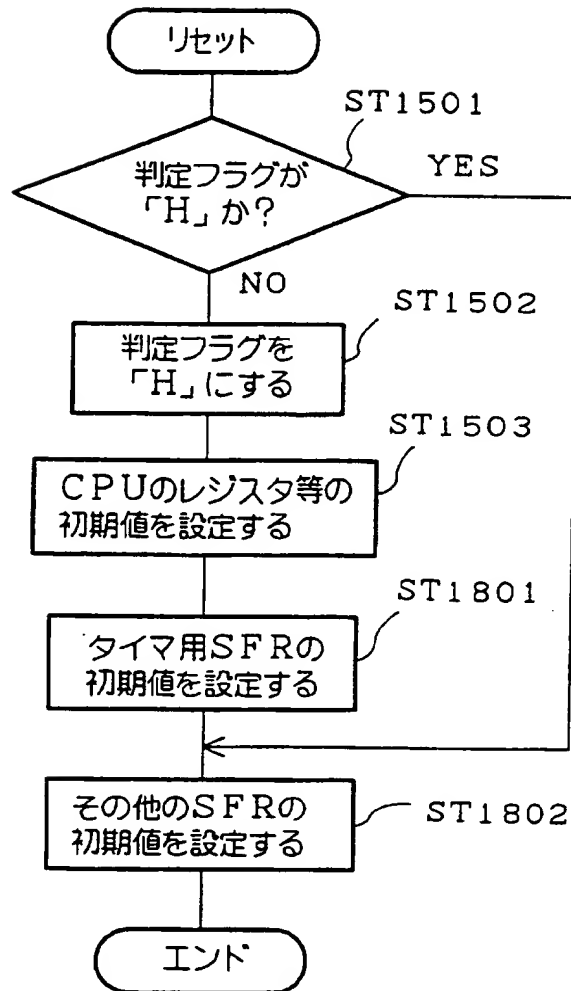 リセット
ST1501
判定フラグが
「H」か?
YES
NO
ST1502
判定フラグを
「H」にする
ST1503
CPUのレジスタ等の
初期値を設定する
ST1801
タイマ用SFRの
初期値を設定する
その他のSFRの
初期値を設定する
ST1802
エンド